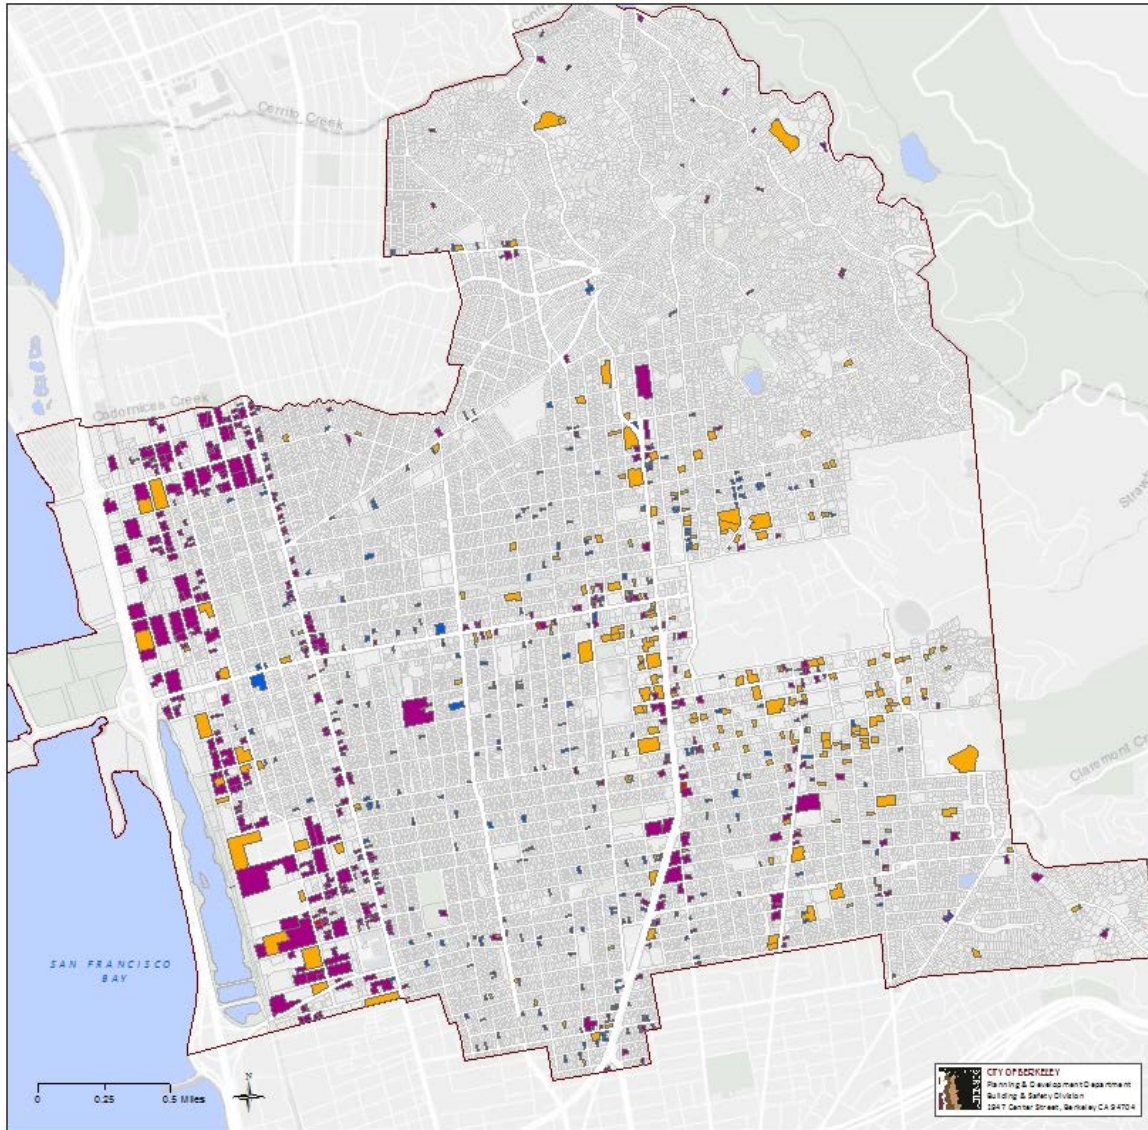 Cerrito Creek
Codornices Creek
Claremont
SAN FRANCISCO
BAY
0 0.25 0.5 Miles
N
CITY OF BERKELEY
Planning & Development Department
Building & Safety Division
1947 Center Street, Berkeley CA 94704